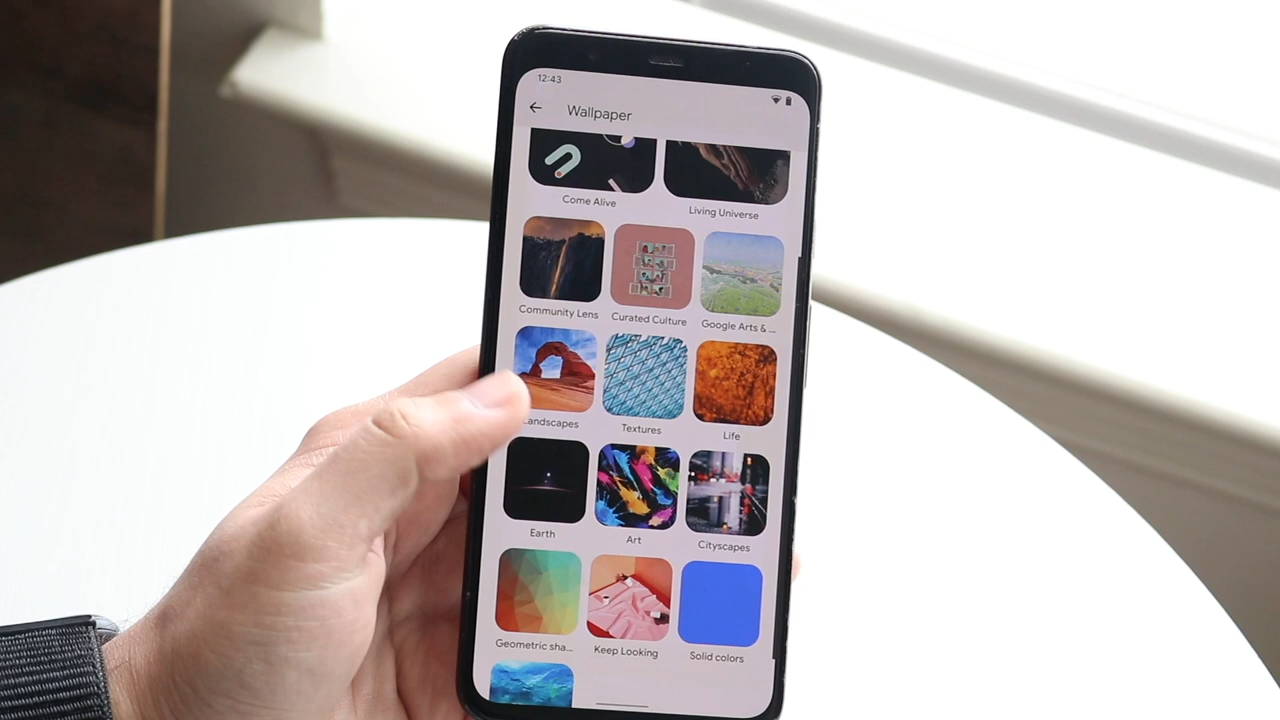 12:43
Wallpaper
Come Alive
Living Universe
Community Lens
Curated Culture
Google Arts & ...
Landscapes
Textures
Life
Earth
Art
Cityscapes
Geometric sha...
Keep Looking
Solid colors